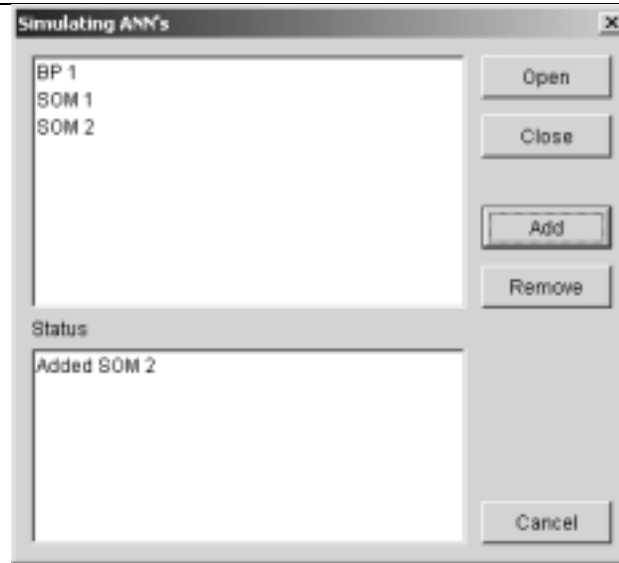 Simulating ANN's
BP 1
SOM 1
SOM 2
Open
Close
Add
Remove
Status
Added SOM 2
Cancel